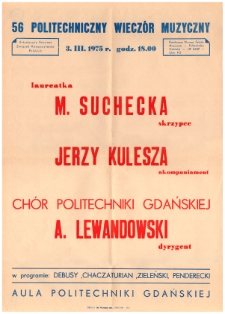 56 POLITECHNICZNY WIECZÓR MUZYCZNY
3. III. 1975 r. godz. 18.00
laureatka
M. SUCHECKA
skrzypce
JERZY KULESZA
akompaniament
CHÓR POLITECHNIKI GDAŃSKIEJ
A. LEWANDOWSKI
dyrygent
w programie: DEBUSY, CHACZATURIAN, ZIELEŃSKI, PENDERECKI
AULA POLITECHNIKI GDAŃSKIEJ